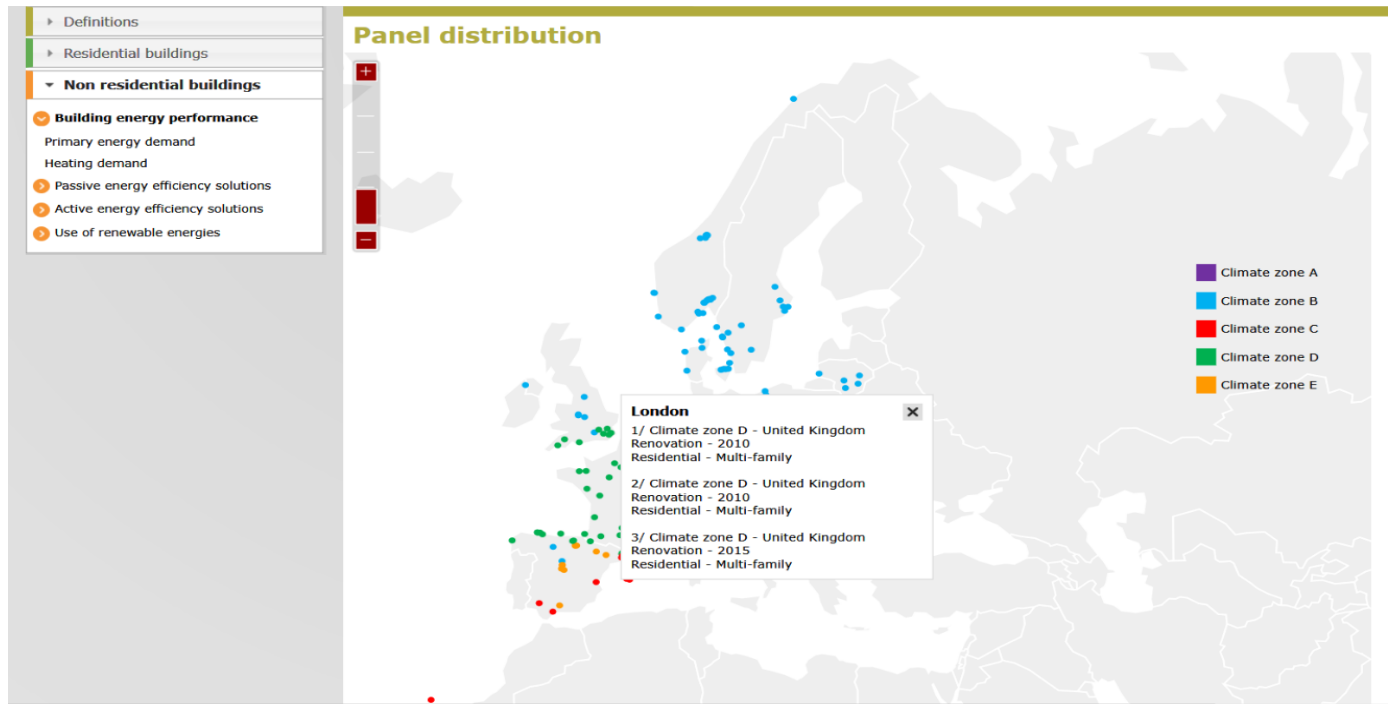 Definitions
Residential buildings
Non residential buildings
Building energy performance
Primary energy demand
Heating demand
Passive energy efficiency solutions
Active energy efficiency solutions
Use of renewable energies
Panel distribution
+
−
Climate zone A
Climate zone B
Climate zone C
Climate zone D
Climate zone E
London
1/ Climate zone D - United Kingdom
Renovation - 2010
Residential - Multi-family
2/ Climate zone D - United Kingdom
Renovation - 2010
Residential - Multi-family
3/ Climate zone D - United Kingdom
Renovation - 2015
Residential - Multi-family